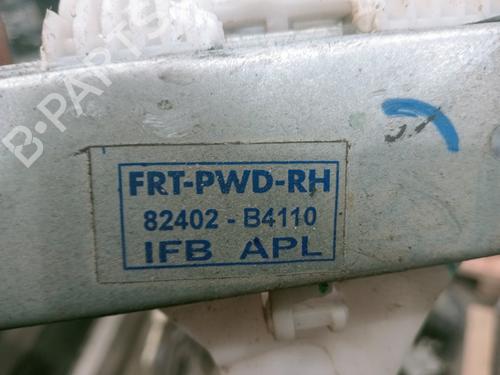 B-PARTS
FRT-PWD-RH
82402-B4110
IFB APL